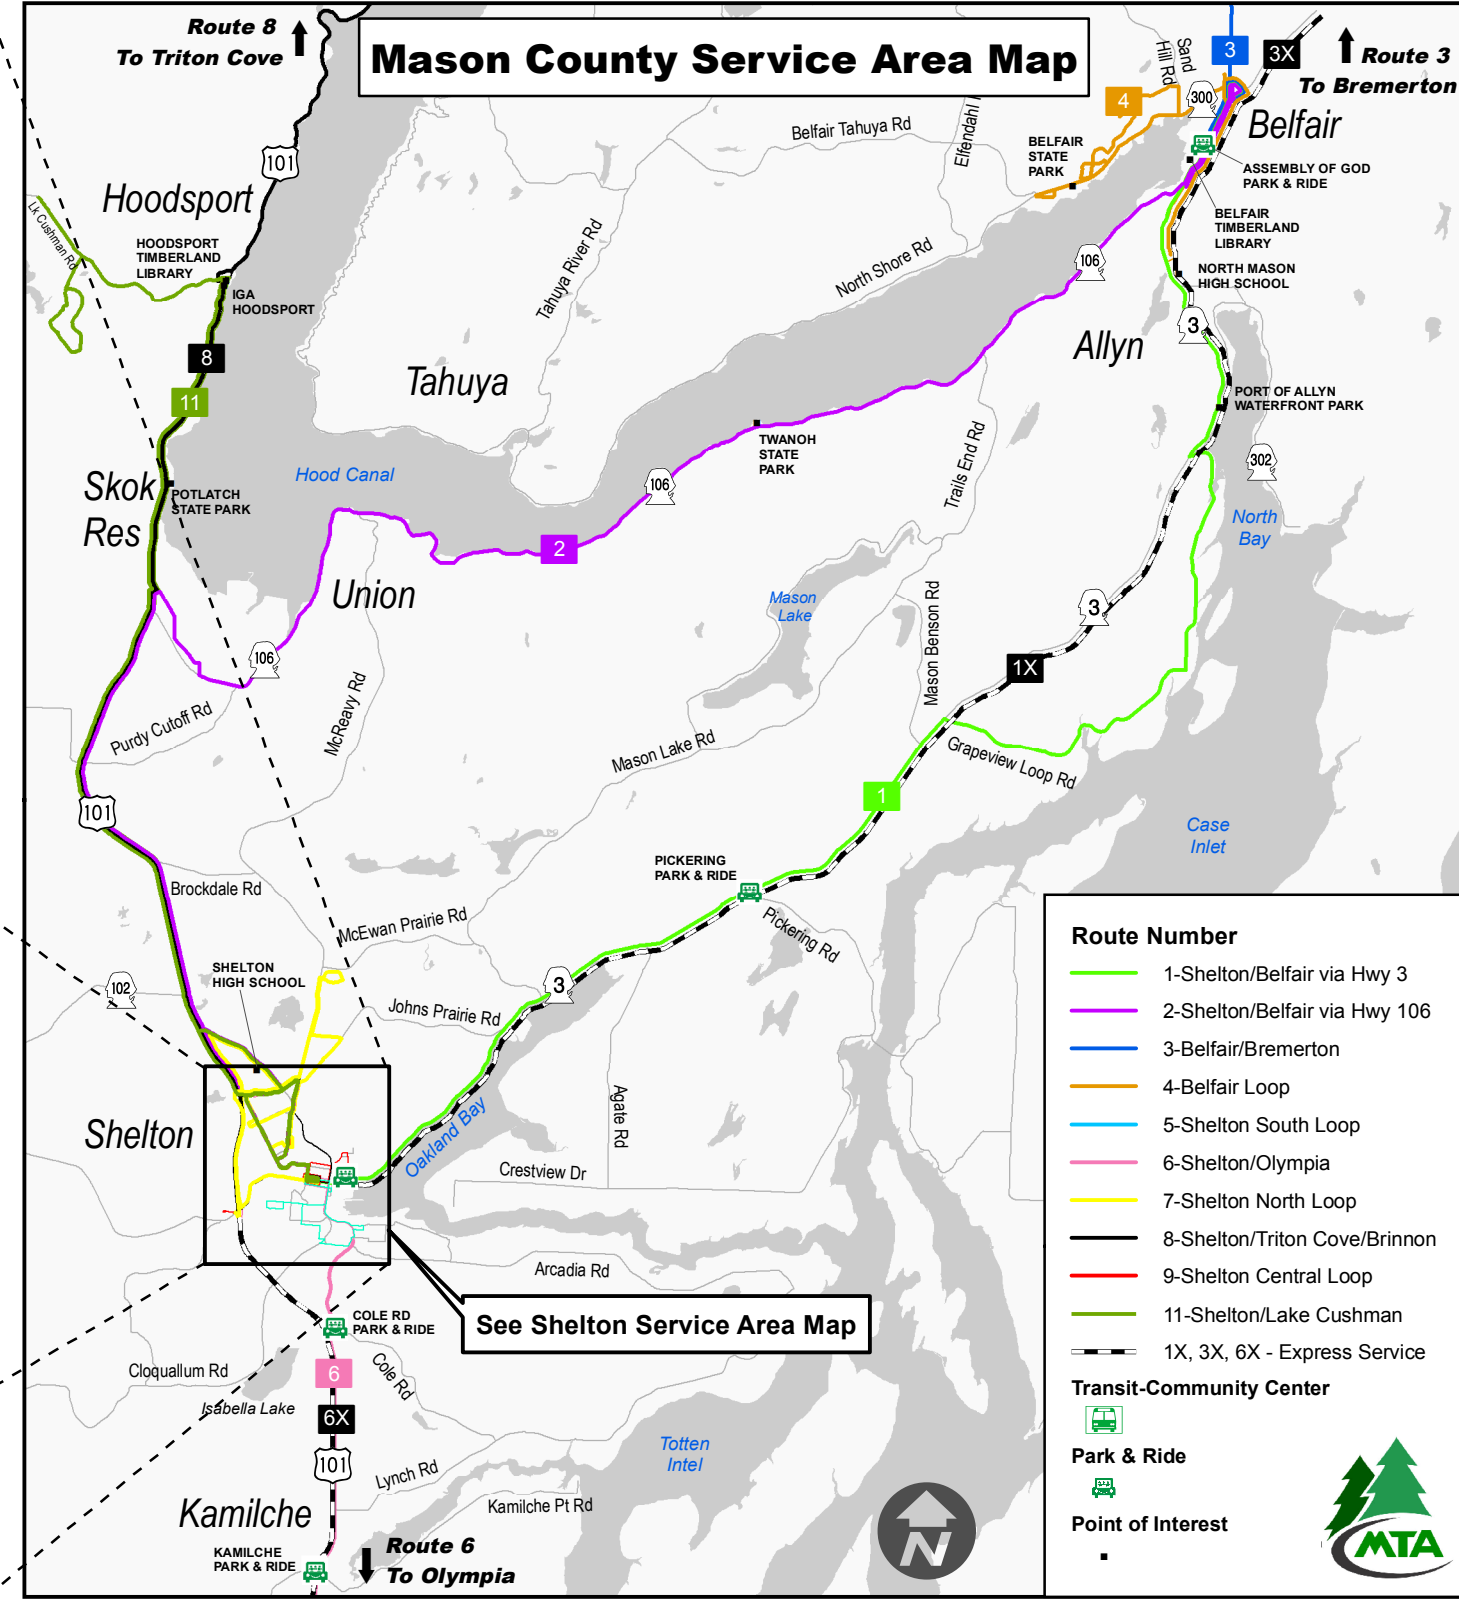 Mason County Service Area Map
Route 8
To Triton Cove
3
3X
Route 3
To Bremerton
Sand
Hill Rd
4
300
Belfair
Belfair Tahuya Rd
BELFAIR
STATE
PARK
ASSEMBLY OF GOD
PARK & RIDE
101
Hoodsport
Lk Cushman Rd
HOODSPORT
TIMBERLAND
LIBRARY
BELFAIR
TIMBERLAND
LIBRARY
Tahuya River Rd
North Shore Rd
106
NORTH MASON
HIGH SCHOOL
IGA
HOODSPORT
3
Allyn
8
Tahuya
11
PORT OF ALLYN
WATERFRONT PARK
TWANOH
STATE
PARK
Trails End Rd
302
Skok
Res
POTLATCH
STATE PARK
Hood Canal
106
North
Bay
2
Union
Mason
Lake
Mason Benson Rd
3
106
1X
Purdy Cutoff Rd
McReavy Rd
Mason Lake Rd
Grapeview Loop Rd
1
101
Case
Inlet
Brockdale Rd
PICKERING
PARK & RIDE
McEwan Prairie Rd
Pickering Rd
SHELTON
HIGH SCHOOL
102
3
Johns Prairie Rd
Shelton
Oakland Bay
Agate Rd
Crestview Dr
Arcadia Rd
See Shelton Service Area Map
COLE RD
PARK & RIDE
Cloquallum Rd
6
Cole Rd
Isabella Lake
6X
101
Lynch Rd
Totten
Intel
Kamilche
Kamilche Pt Rd
KAMILCHE
PARK & RIDE
Route 6
To Olympia
N
Route Number
1-Shelton/Belfair via Hwy 3
2-Shelton/Belfair via Hwy 106
3-Belfair/Bremerton
4-Belfair Loop
5-Shelton South Loop
6-Shelton/Olympia
7-Shelton North Loop
8-Shelton/Triton Cove/Brinnon
9-Shelton Central Loop
11-Shelton/Lake Cushman
1X, 3X, 6X - Express Service
Transit-Community Center
Park & Ride
Point of Interest
MTA